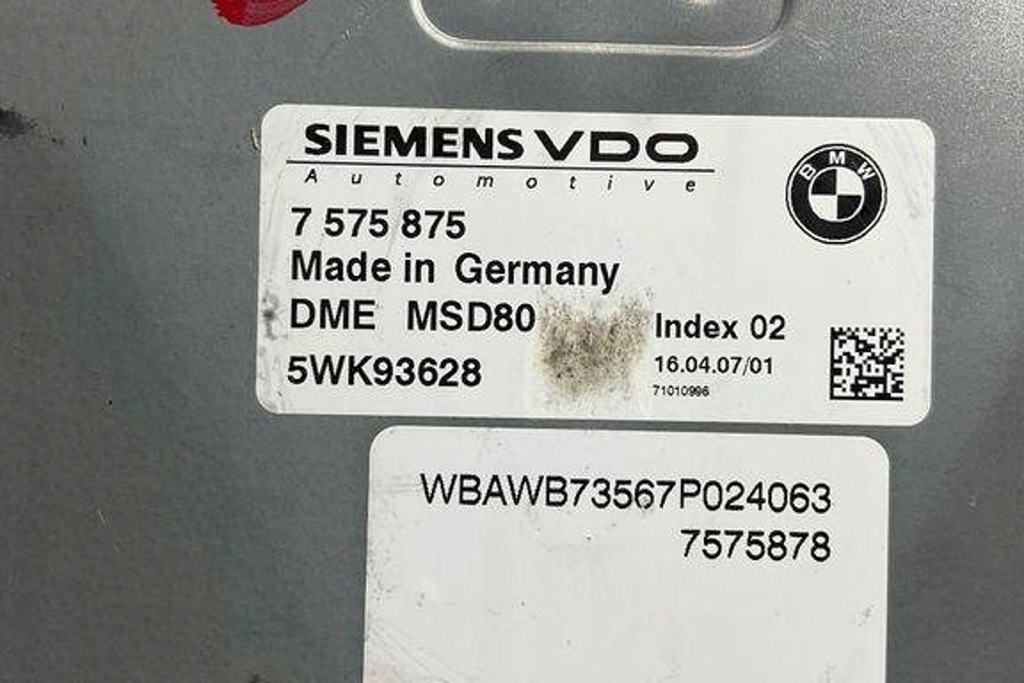 SIEMENS VDO
Automotive
BMW
7 575 875
Made in Germany
DME MSD80
Index 02
5WK93628
16.04.07/01
71010996
WBAWB73567P024063
7575878